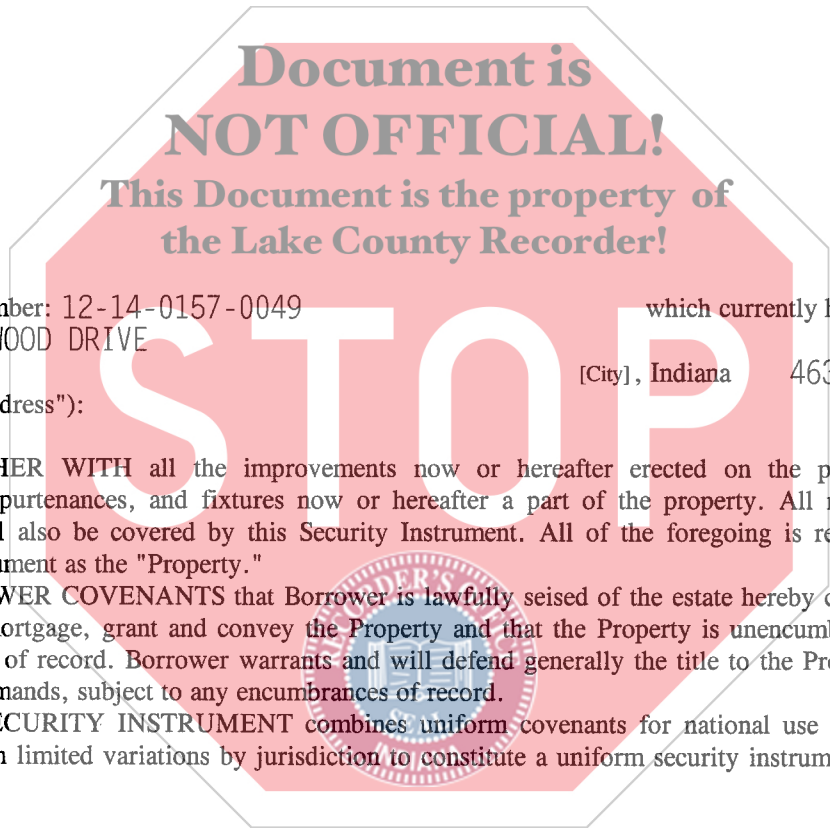 Document is
NOT OFFICIAL!
This Document is the property of
the Lake County Recorder!
STOP
nber: 12-14-0157-0049 which currently h
WOOD DRIVE
[City], Indiana 463
dress"):
HER WITH all the improvements now or hereafter erected on the p
purtenances, and fixtures now or hereafter a part of the property. All r
l also be covered by this Security Instrument. All of the foregoing is re
ument as the "Property."
WER COVENANTS that Borrower is lawfully seised of the estate hereby c
ortgage, grant and convey the Property and that the Property is unencumb
of record. Borrower warrants and will defend generally the title to the Pro
mands, subject to any encumbrances of record.
ECURITY INSTRUMENT combines uniform covenants for national use
n limited variations by jurisdiction to constitute a uniform security instrum
RECORDER'S OFFICE
SEAL
INDIANA